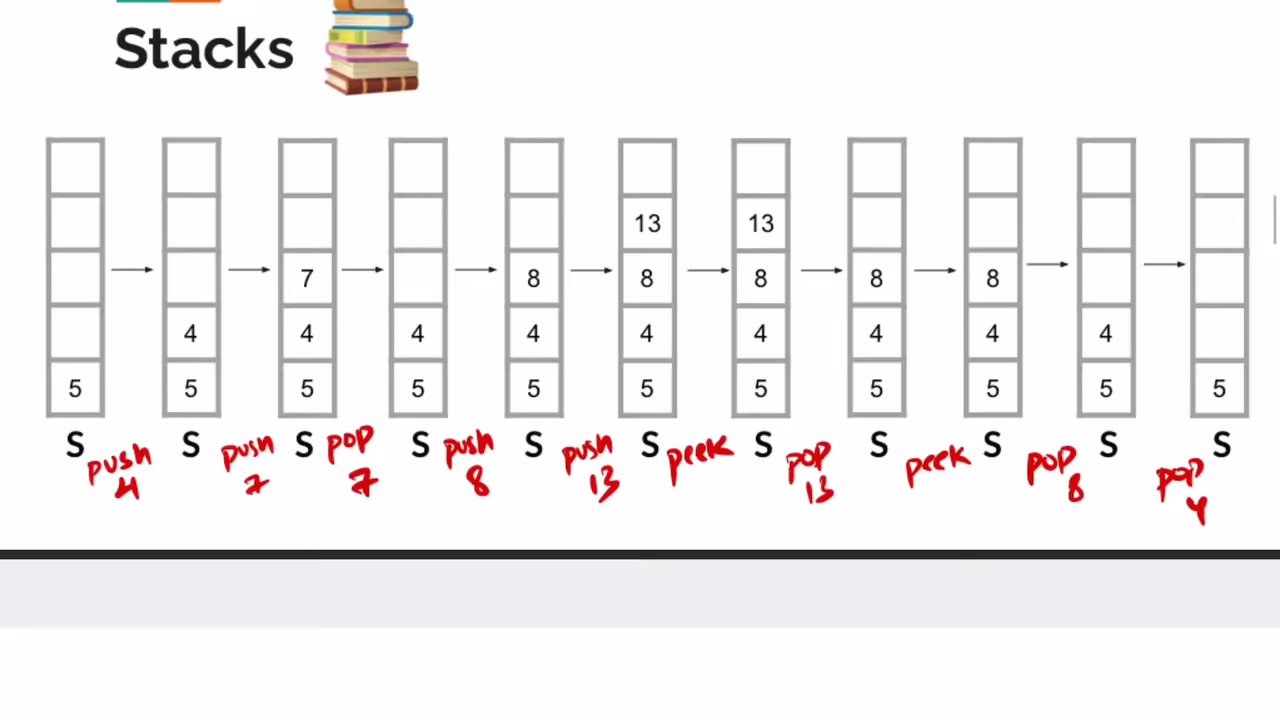 Stacks
13 13
7 8 8 8 8 8
4 4 4 4 4 4 4 4 4
5 5 5 5 5 5 5 5 5 5 5
S S S S S S S S S S S
push 4
push 7
pop 7
push 8
push 13
peek
pop 13
peek
pop 8
pop 4